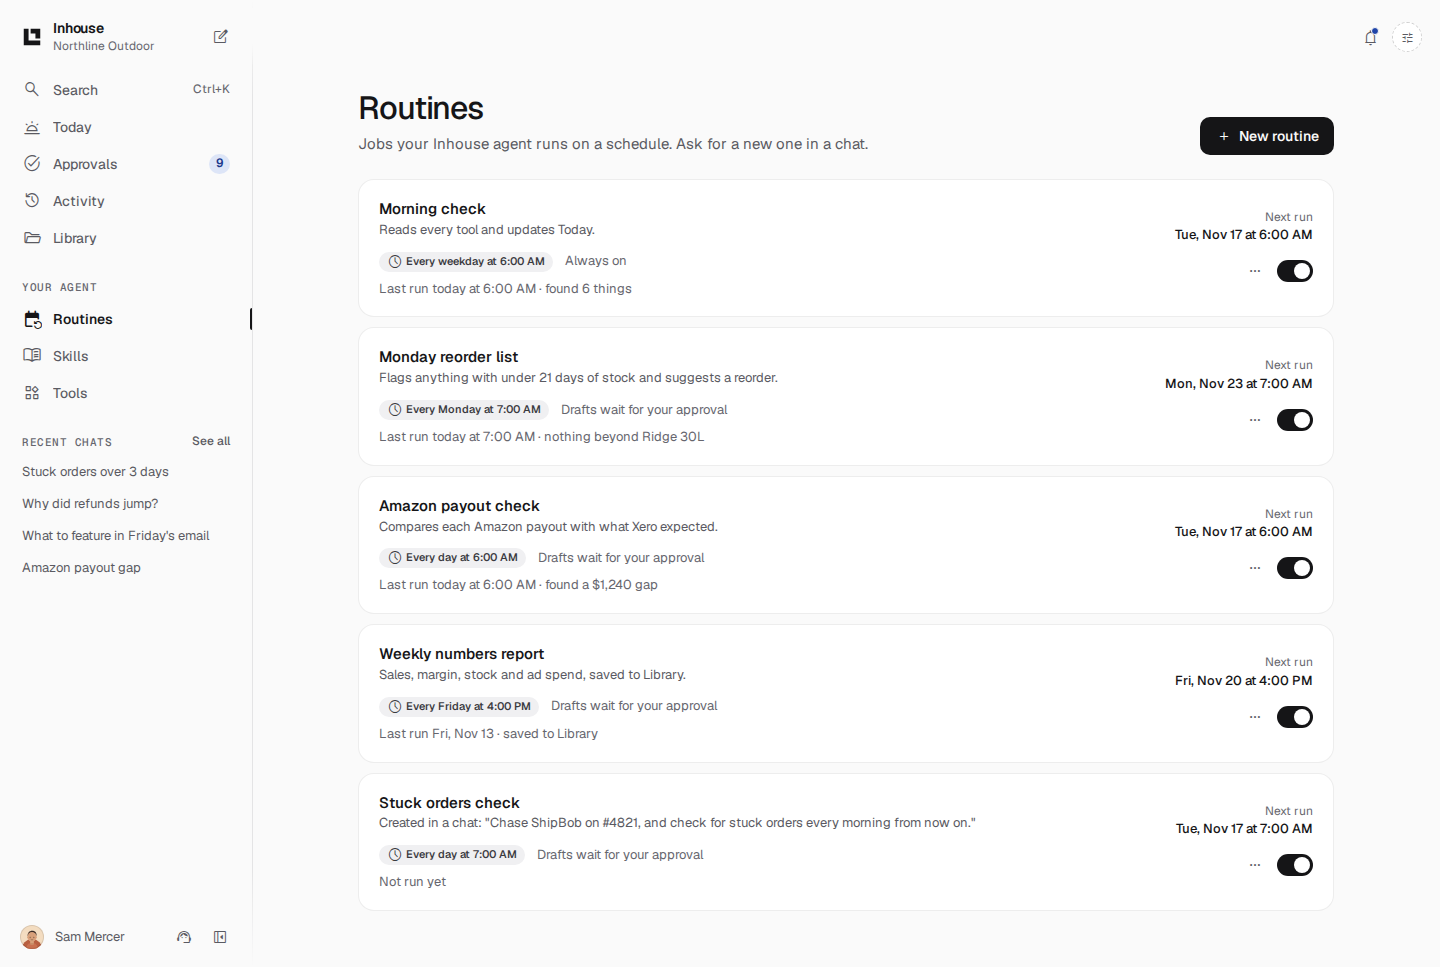 Inhouse
Northline Outdoor
Search Ctrl+K
Today
Approvals 9
Activity
Library
YOUR AGENT
Routines
Skills
Tools
RECENT CHATS See all
Stuck orders over 3 days
Why did refunds jump?
What to feature in Friday's email
Amazon payout gap
Sam Mercer
Routines
Jobs your Inhouse agent runs on a schedule. Ask for a new one in a chat.
+ New routine
Morning check
Reads every tool and updates Today.
Every weekday at 6:00 AM Always on
Last run today at 6:00 AM · found 6 things
Next run
Tue, Nov 17 at 6:00 AM
Monday reorder list
Flags anything with under 21 days of stock and suggests a reorder.
Every Monday at 7:00 AM Drafts wait for your approval
Last run today at 7:00 AM · nothing beyond Ridge 30L
Next run
Mon, Nov 23 at 7:00 AM
Amazon payout check
Compares each Amazon payout with what Xero expected.
Every day at 6:00 AM Drafts wait for your approval
Last run today at 6:00 AM · found a $1,240 gap
Next run
Tue, Nov 17 at 6:00 AM
Weekly numbers report
Sales, margin, stock and ad spend, saved to Library.
Every Friday at 4:00 PM Drafts wait for your approval
Last run Fri, Nov 13 · saved to Library
Next run
Fri, Nov 20 at 4:00 PM
Stuck orders check
Created in a chat: "Chase ShipBob on #4821, and check for stuck orders every morning from now on."
Every day at 7:00 AM Drafts wait for your approval
Not run yet
Next run
Tue, Nov 17 at 7:00 AM